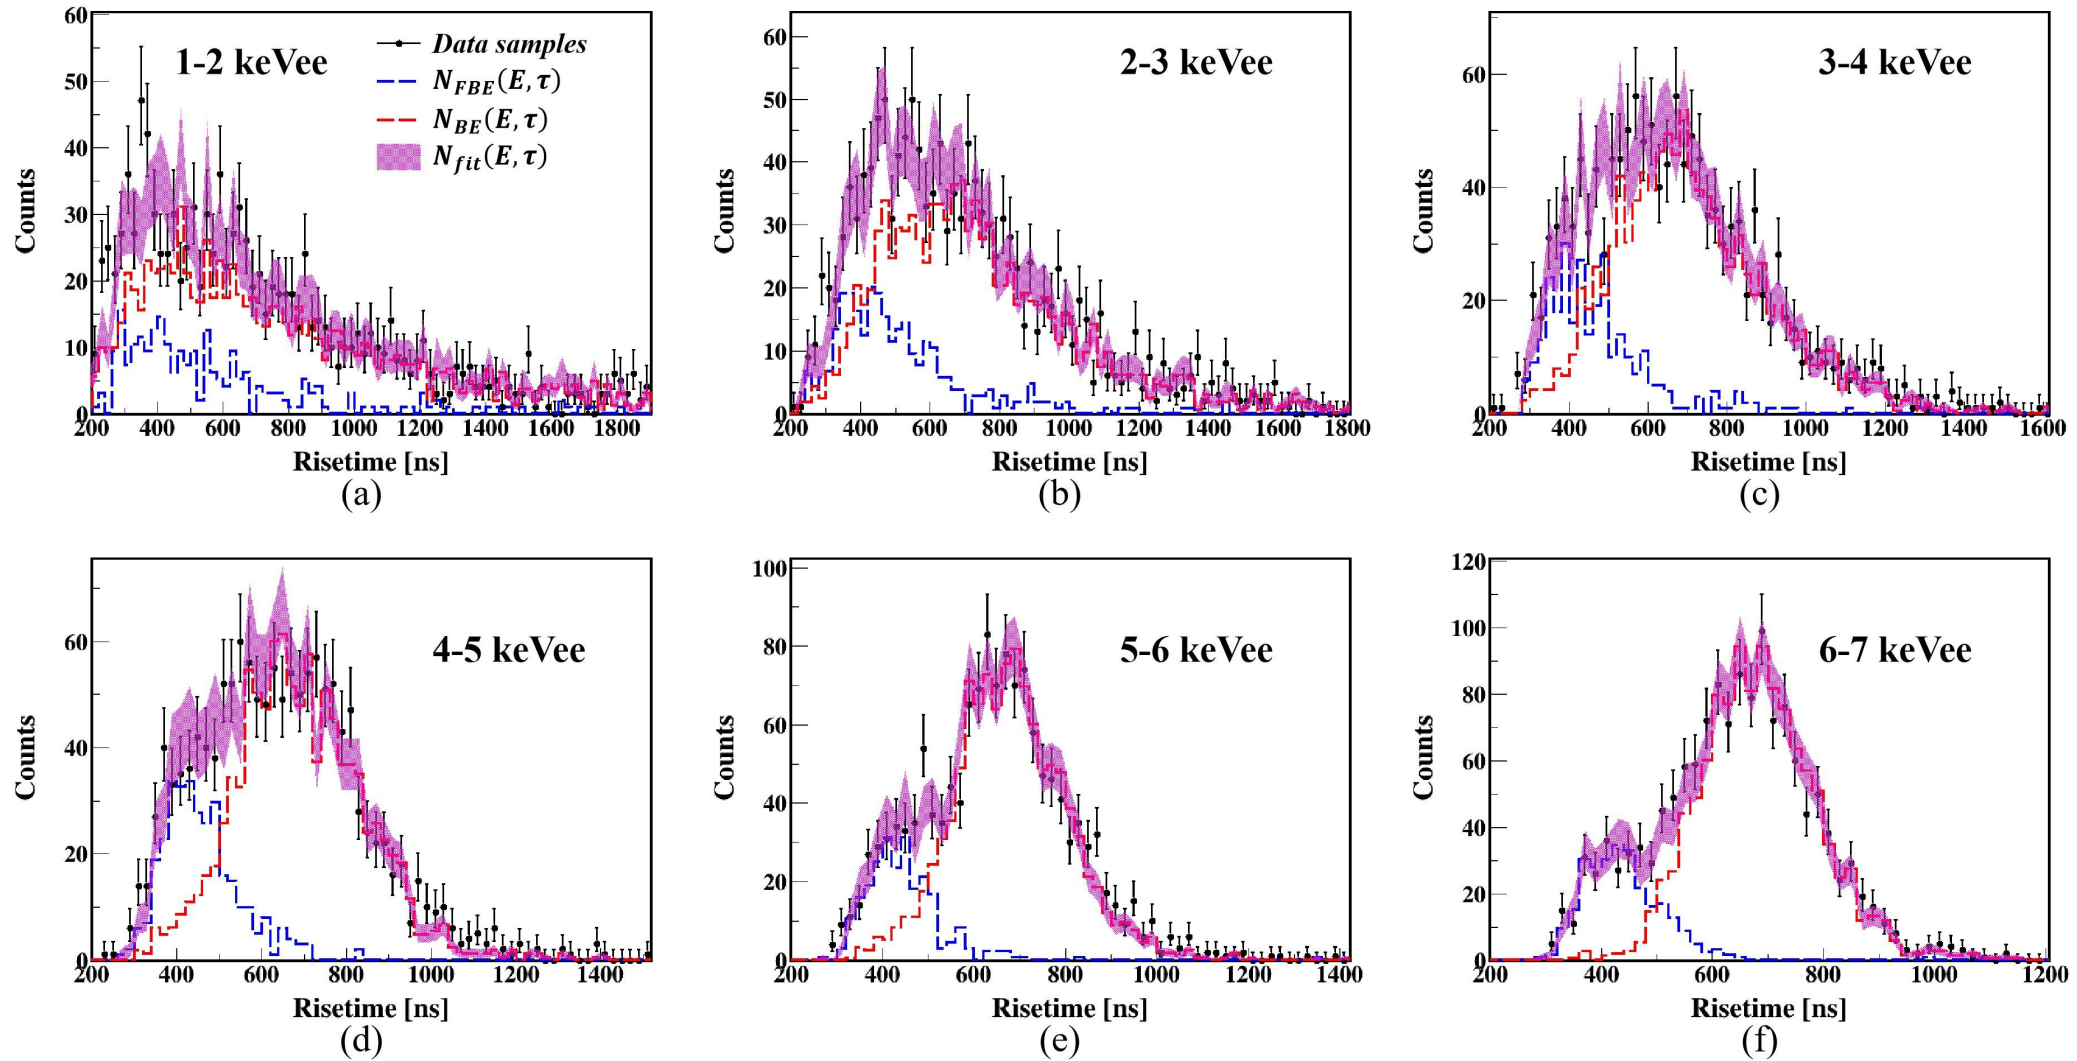 60
50
40
30
20
10
0
Counts
1-2 keVee
Data samples
N_FBE(E, τ)
N_BE(E, τ)
N_fit(E, τ)
200 400 600 800 1000 1200 1400 1600 1800
Risetime [ns]
(a)
60
50
40
30
20
10
0
Counts
2-3 keVee
200 400 600 800 1000 1200 1400 1600 1800
Risetime [ns]
(b)
60
40
20
0
Counts
3-4 keVee
200 400 600 800 1000 1200 1400 1600
Risetime [ns]
(c)
60
40
20
0
Counts
4-5 keVee
200 400 600 800 1000 1200 1400
Risetime [ns]
(d)
100
80
60
40
20
0
Counts
5-6 keVee
200 400 600 800 1000 1200 1400
Risetime [ns]
(e)
120
100
80
60
40
20
0
Counts
6-7 keVee
200 400 600 800 1000 1200
Risetime [ns]
(f)